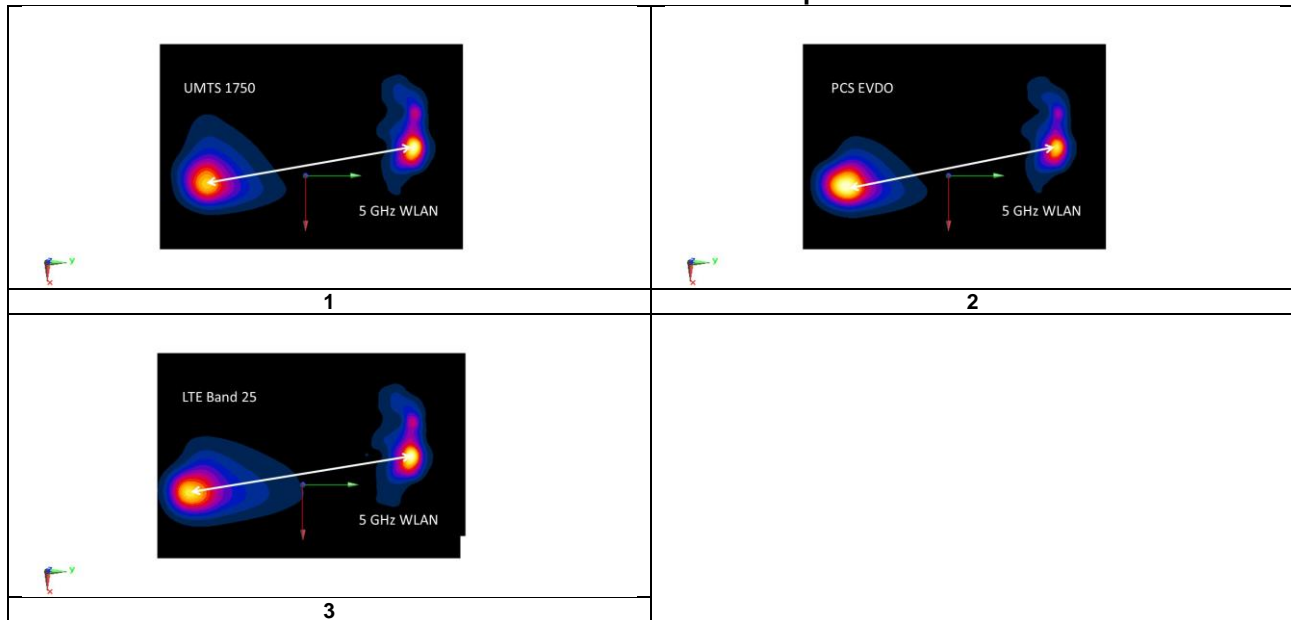 UMTS 1750
5 GHz WLAN
z y
x
1
PCS EVDO
5 GHz WLAN
z y
x
2
LTE Band 25
5 GHz WLAN
z y
x
3